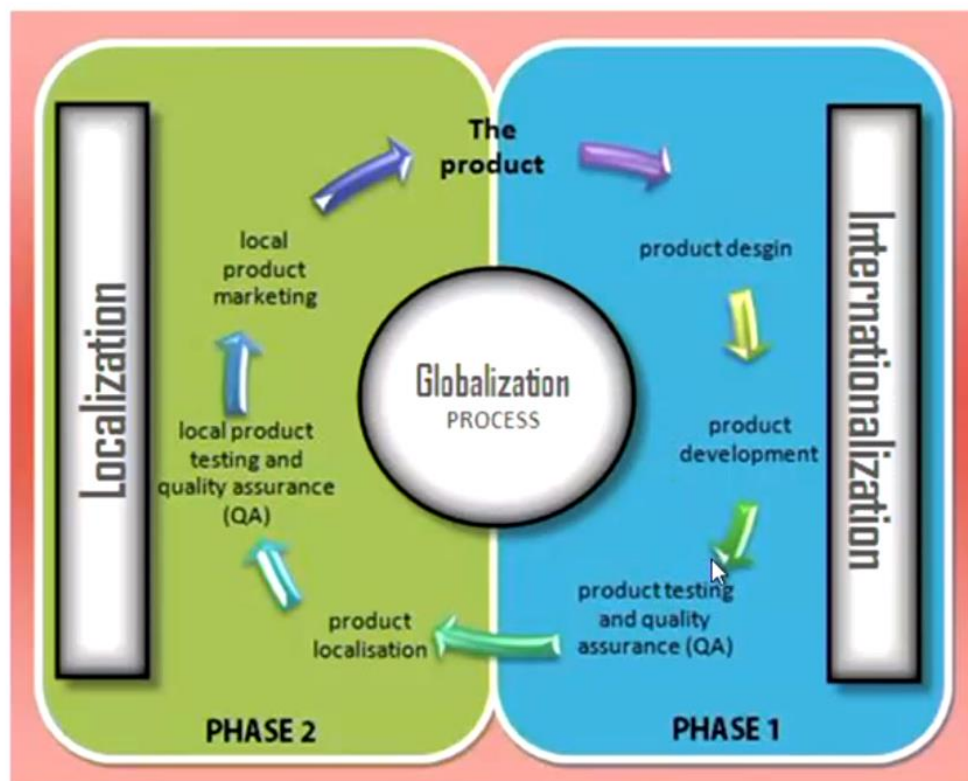 The
product
product desgin
product
development
product testing
and quality
assurance (QA)
product
localisation
local product
testing and
quality assurance
(QA)
local
product
marketing
Globalization
PROCESS
Localization
Internationalization
PHASE 2
PHASE 1